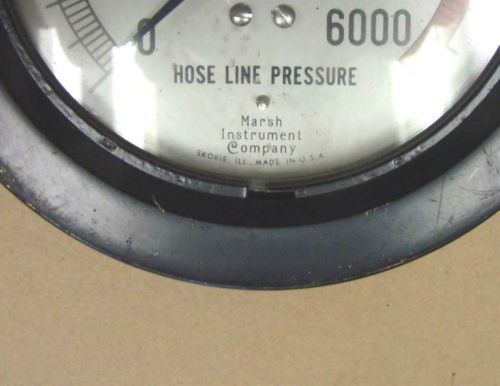 0 6000
HOSE LINE PRESSURE
Marsh
Instrument
Company
SKOKIE, ILL., MADE IN U.S.A.